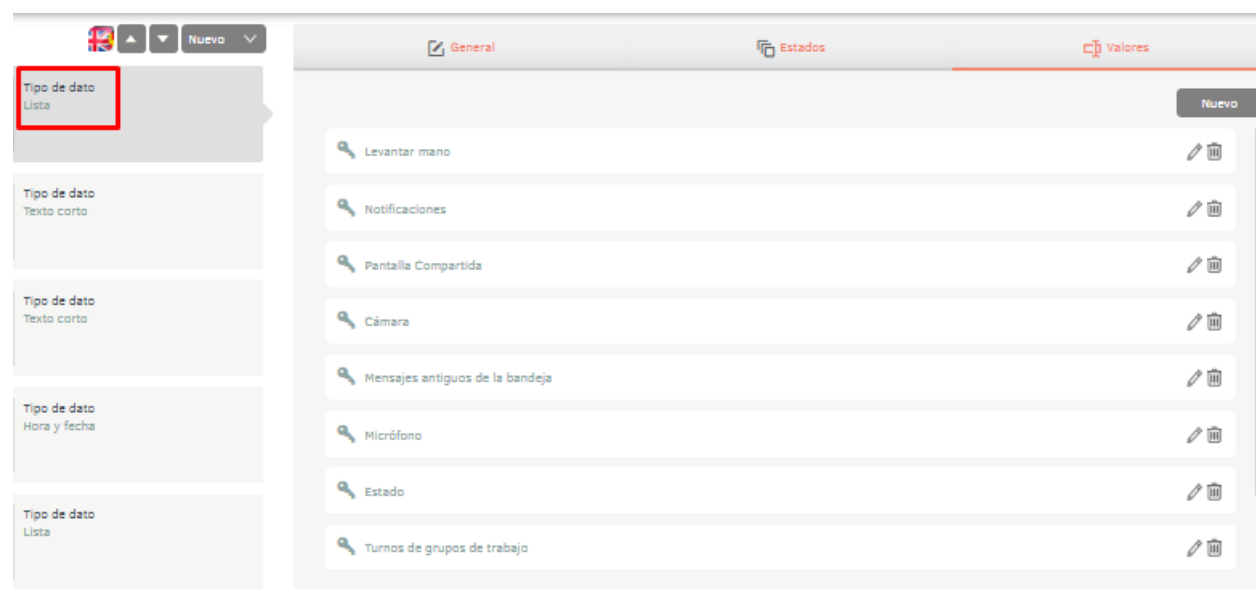 Nuevo
General
Estados
Valores
Tipo de dato
Lista
Nuevo
Levantar mano
Tipo de dato
Texto corto
Notificaciones
Pantalla Compartida
Tipo de dato
Texto corto
Cámara
Mensajes antiguos de la bandeja
Tipo de dato
Hora y fecha
Micrófono
Estado
Tipo de dato
Lista
Turnos de grupos de trabajo